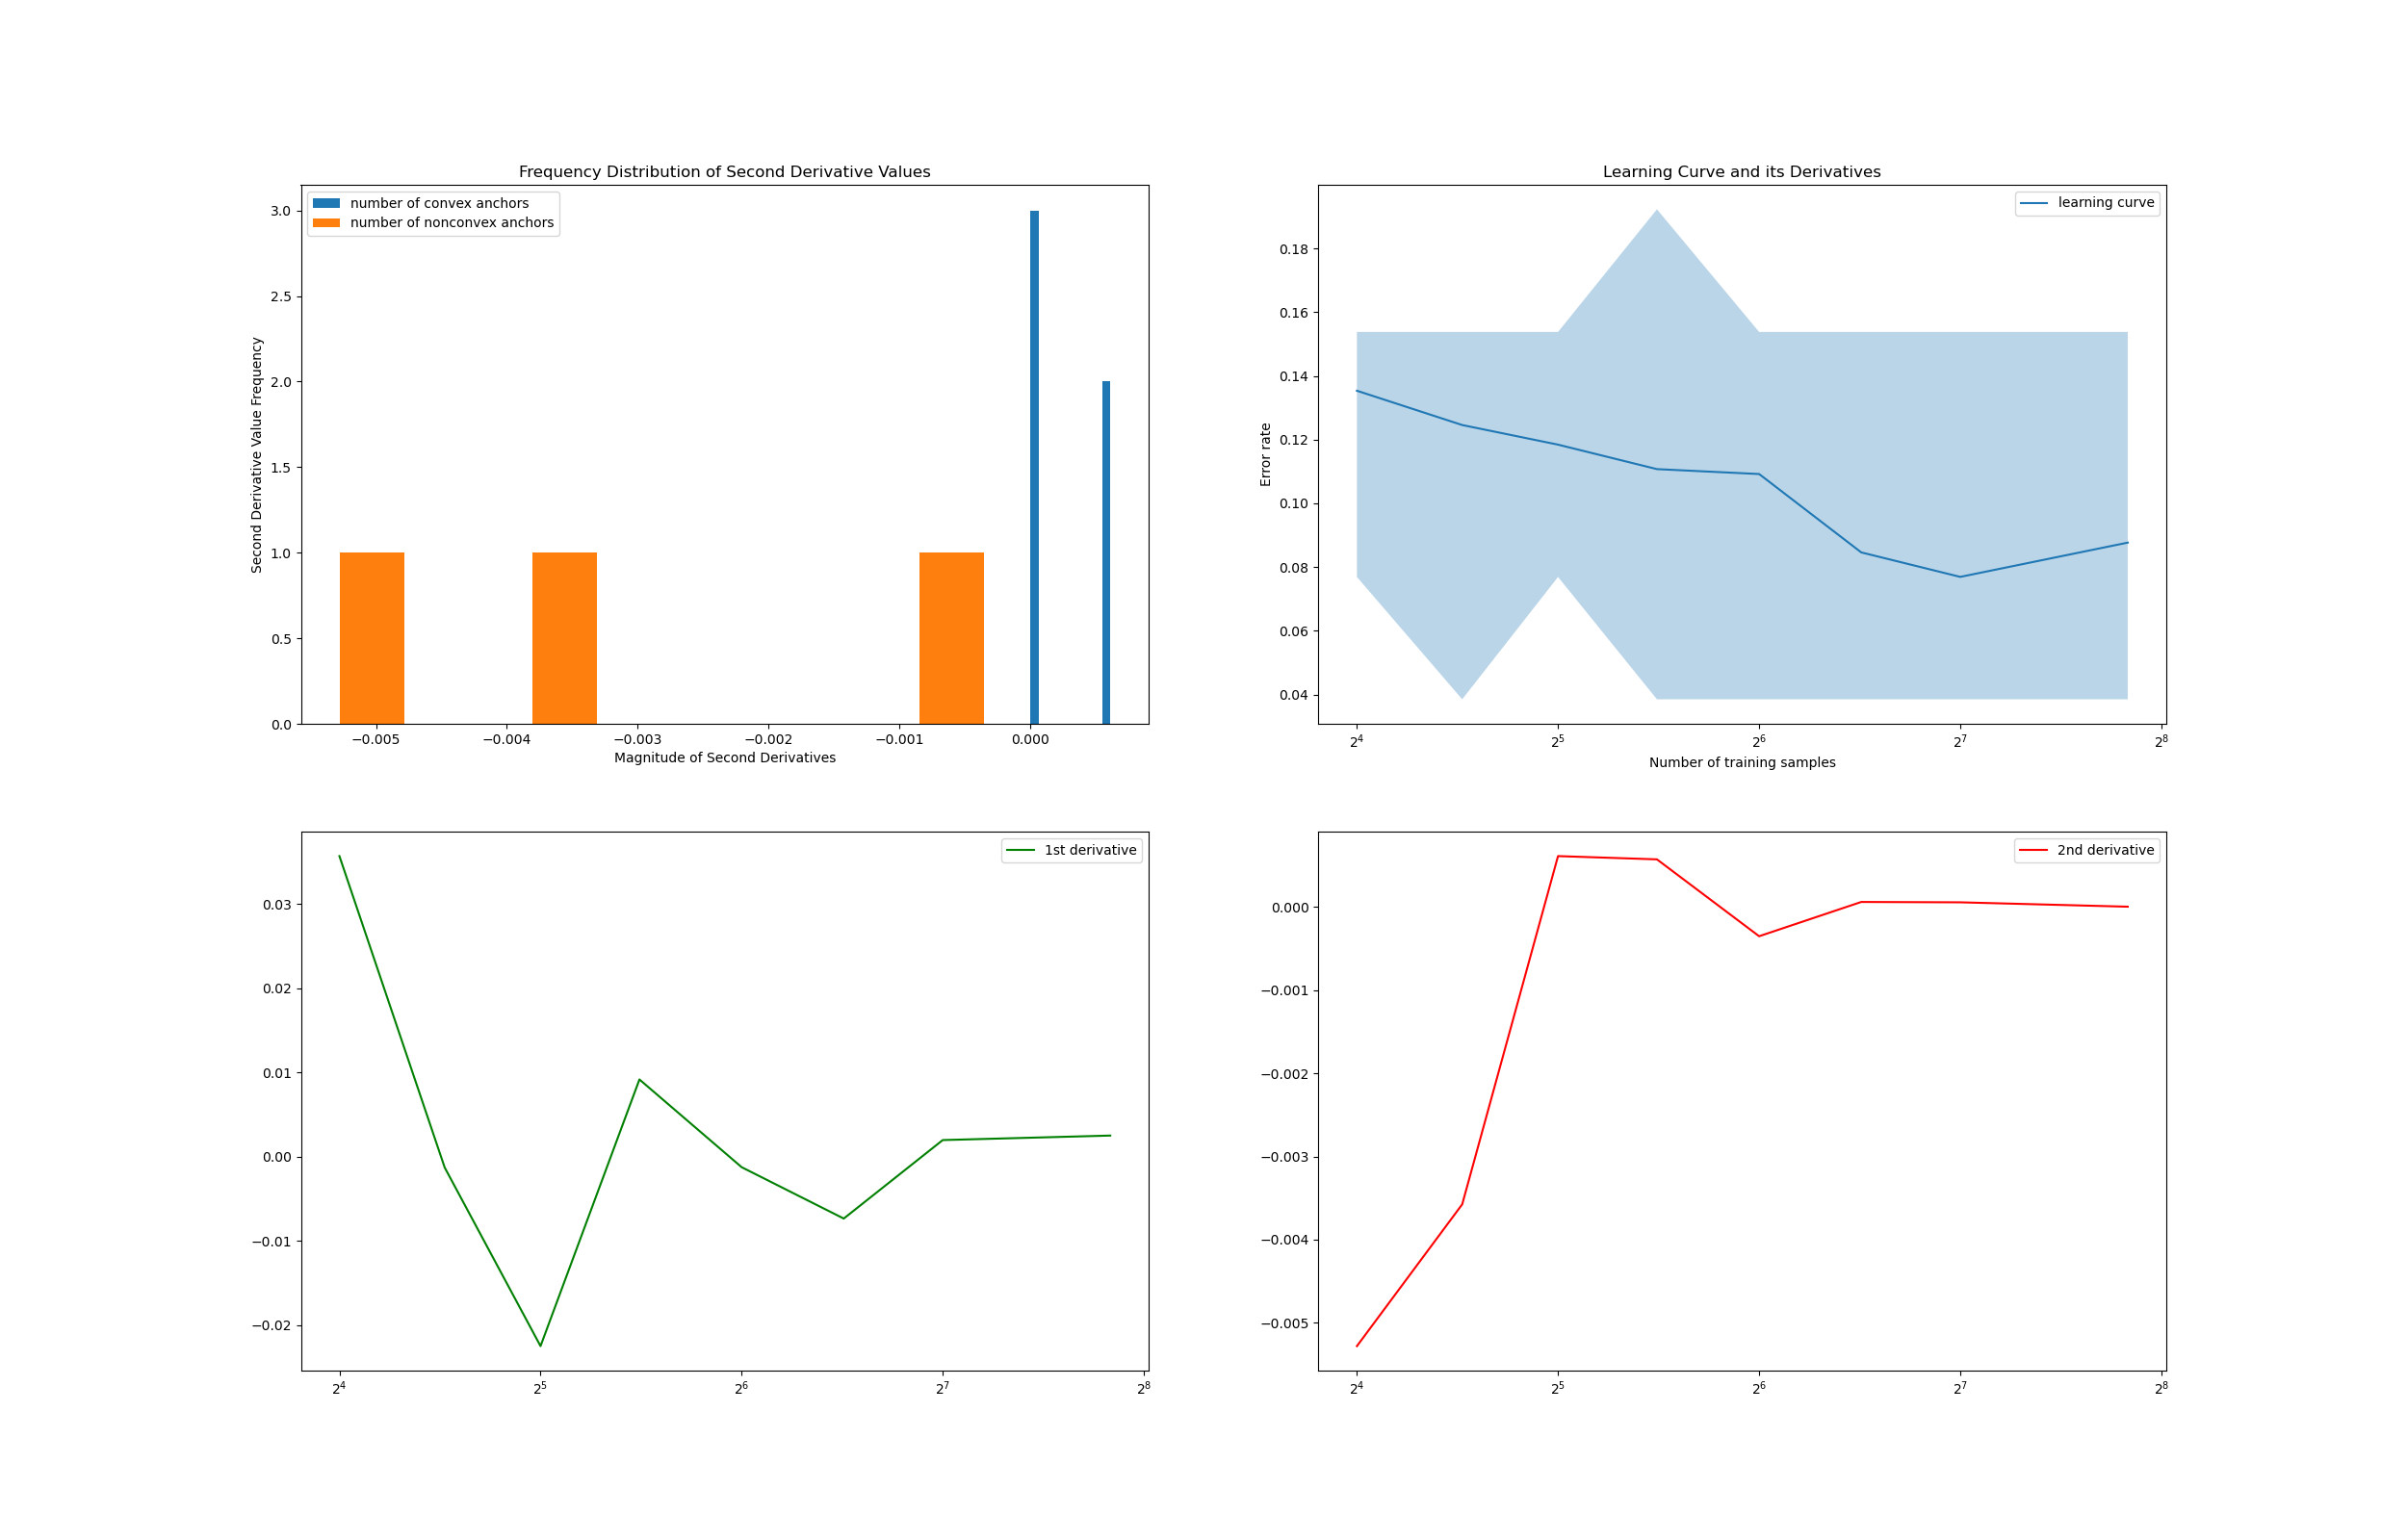 Frequency Distribution of Second Derivative Values
number of convex anchors
number of nonconvex anchors
3.0
2.5
2.0
1.5
1.0
0.5
0.0
Second Derivative Value Frequency
−0.005 −0.004 −0.003 −0.002 −0.001 0.000
Magnitude of Second Derivatives
Learning Curve and its Derivatives
learning curve
0.18
0.16
0.14
0.12
0.10
0.08
0.06
0.04
Error rate
2⁴ 2⁵ 2⁶ 2⁷ 2⁸
Number of training samples
1st derivative
0.03
0.02
0.01
0.00
−0.01
−0.02
2⁴ 2⁵ 2⁶ 2⁷ 2⁸
2nd derivative
0.000
−0.001
−0.002
−0.003
−0.004
−0.005
2⁴ 2⁵ 2⁶ 2⁷ 2⁸